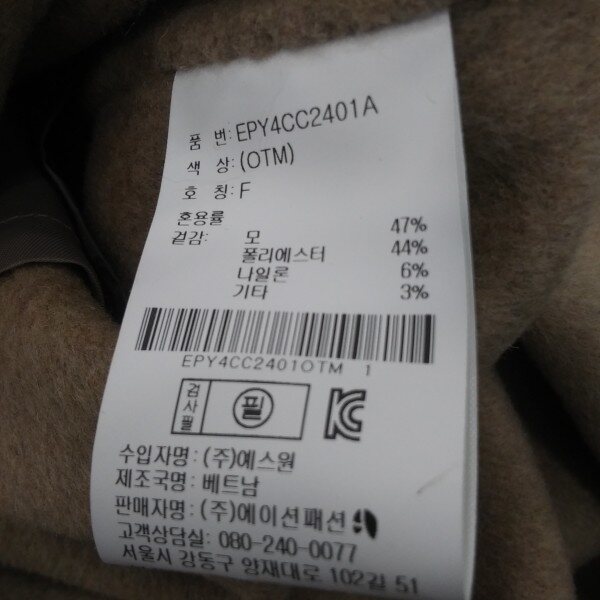 품 번:EPY4CC2401A
색 상:(OTM)
호 칭:F
혼용률
겉감: 모 47%
폴리에스터 44%
나일론 6%
기타 3%
EPY4CC2401OTM 1
검사필 필
수입자명:(주)예스원
제조국명:베트남
판매자명:(주)에이션패션
고객상담실: 080-240-0077
서울시 강동구 양재대로 102길 51